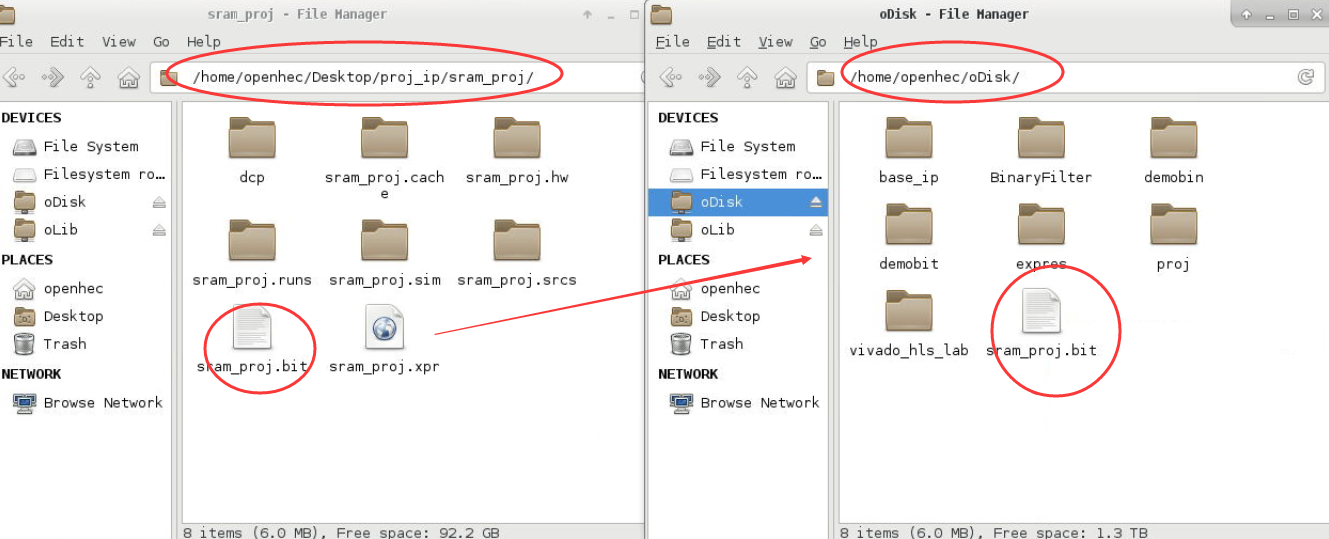 sram_proj - File Manager
File Edit View Go Help
/home/openhec/Desktop/proj_ip/sram_proj/
DEVICES
File System
Filesystem ro...
oDisk
oLib
PLACES
openhec
Desktop
Trash
NETWORK
Browse Network
dcp
sram_proj.cach
e
sram_proj.hw
sram_proj.runs
sram_proj.sim
sram_proj.srcs
sram_proj.bit
sram_proj.xpr
8 items (6.0 MB), Free space: 92.2 GB
oDisk - File Manager
File Edit View Go Help
/home/openhec/oDisk/
DEVICES
File System
Filesystem ro...
oDisk
oLib
PLACES
openhec
Desktop
Trash
NETWORK
Browse Network
base_ip
BinaryFilter
demobin
demobit
expres
proj
vivado_hls_lab
sram_proj.bit
8 items (6.0 MB), Free space: 1.3 TB